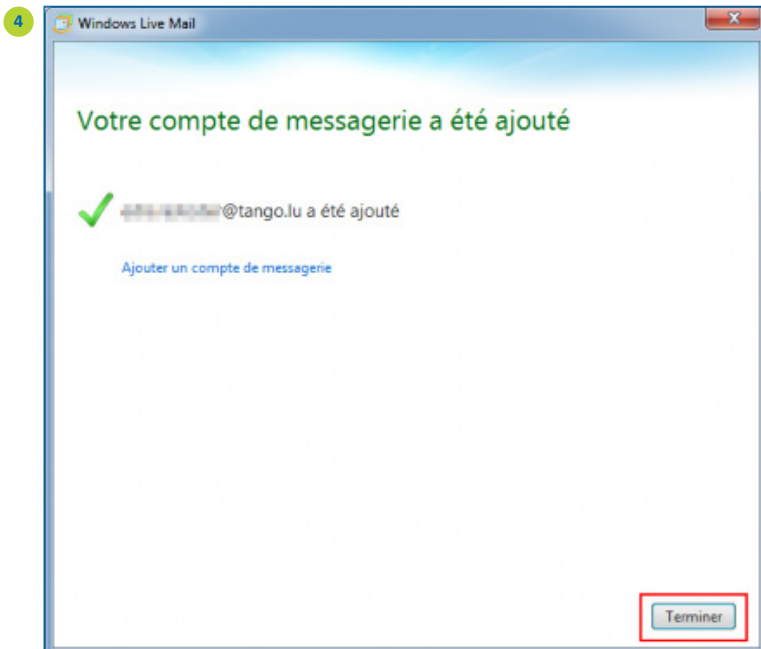 4
Windows Live Mail
Votre compte de messagerie a été ajouté
@tango.lu a été ajouté
Ajouter un compte de messagerie
Terminer